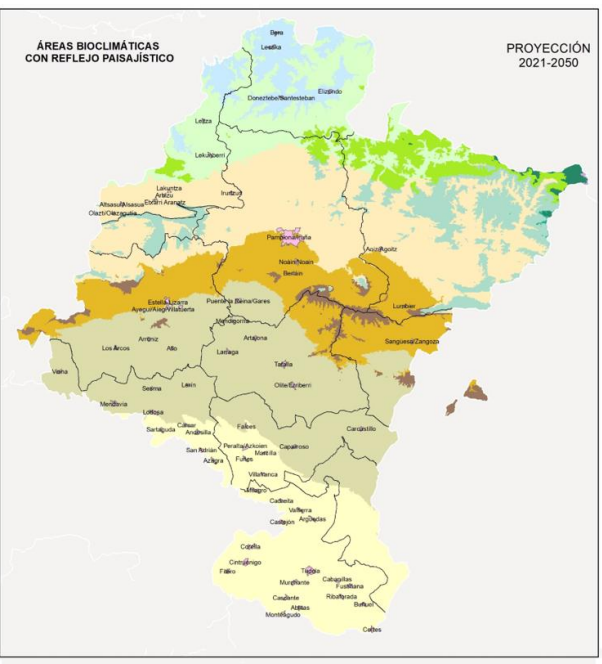 ÁREAS BIOCLIMÁTICAS
CON REFLEJO PAISAJÍSTICO
PROYECCIÓN
2021-2050
Bera
Lesaka
Elizondo
Doneztebe/Santesteban
Leitza
Lekunberri
Lakuntza
Arbizu
Irurtzun
Altsasu/Alsasua
Etxarri Aranatz
Olazti/Olazagutía
Pamplona/Iruña
Aoiz/Agoitz
Noáin/Noain
Beriáin
Estella-Lizarra
Puente la Reina/Gares
Lumbier
Ayegui/Aiegi
Villatuerta
Mendigorria
Sangüesa/Zangoza
Los Arcos
Arróniz
Allo
Artajona
Larraga
Viana
Tafalla
Sesma
Lerín
Olite/Erriberri
Mendavia
Lodosa
Cárcar
Sartaguda
Andosilla
Falces
Carcastillo
San Adrián
Peralta/Azkoien
Caparroso
Marcilla
Azagra
Funes
Villafranca
Milagro
Cadreita
Valtierra
Castejón
Arguedas
Corella
Cintruénigo
Fitero
Tudela
Murchante
Cabanillas
Fustiñana
Cascante
Ribaforada
Ablitas
Buñuel
Monteagudo
Cortes